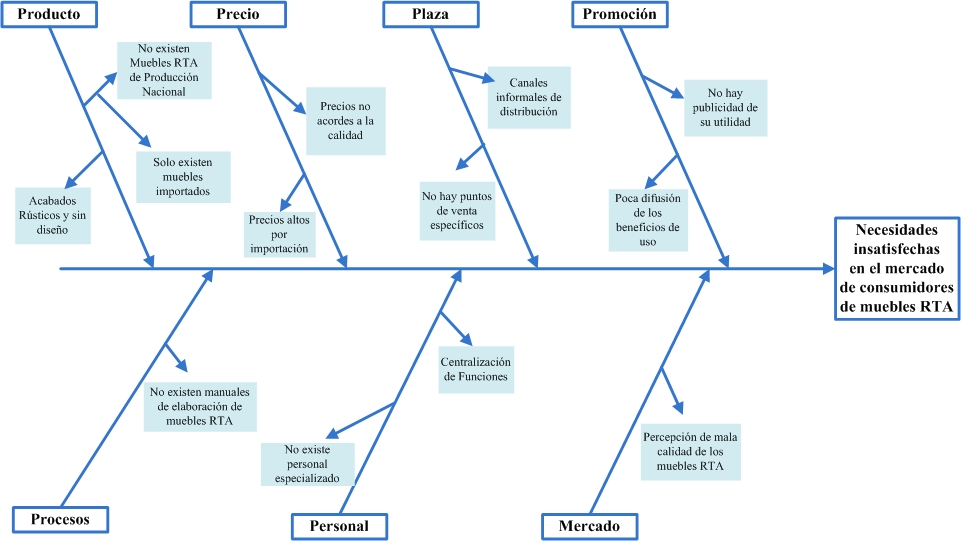 Producto
Precio
Plaza
Promoción
No existen
Muebles RTA
de Producción
Nacional
Solo existen
muebles
importados
Acabados
Rústicos y sin
diseño
Precios no
acordes a la
calidad
Precios altos
por
importación
Canales
informales de
distribución
No hay puntos
de venta
específicos
No hay
publicidad de
su utilidad
Poca difusión
de los
beneficios de
uso
Necesidades
insatisfechas
en el mercado
de consumidores
de muebles RTA
No existen manuales
de elaboración de
muebles RTA
Centralización
de Funciones
No existe
personal
especializado
Percepción de mala
calidad de los
muebles RTA
Procesos
Personal
Mercado